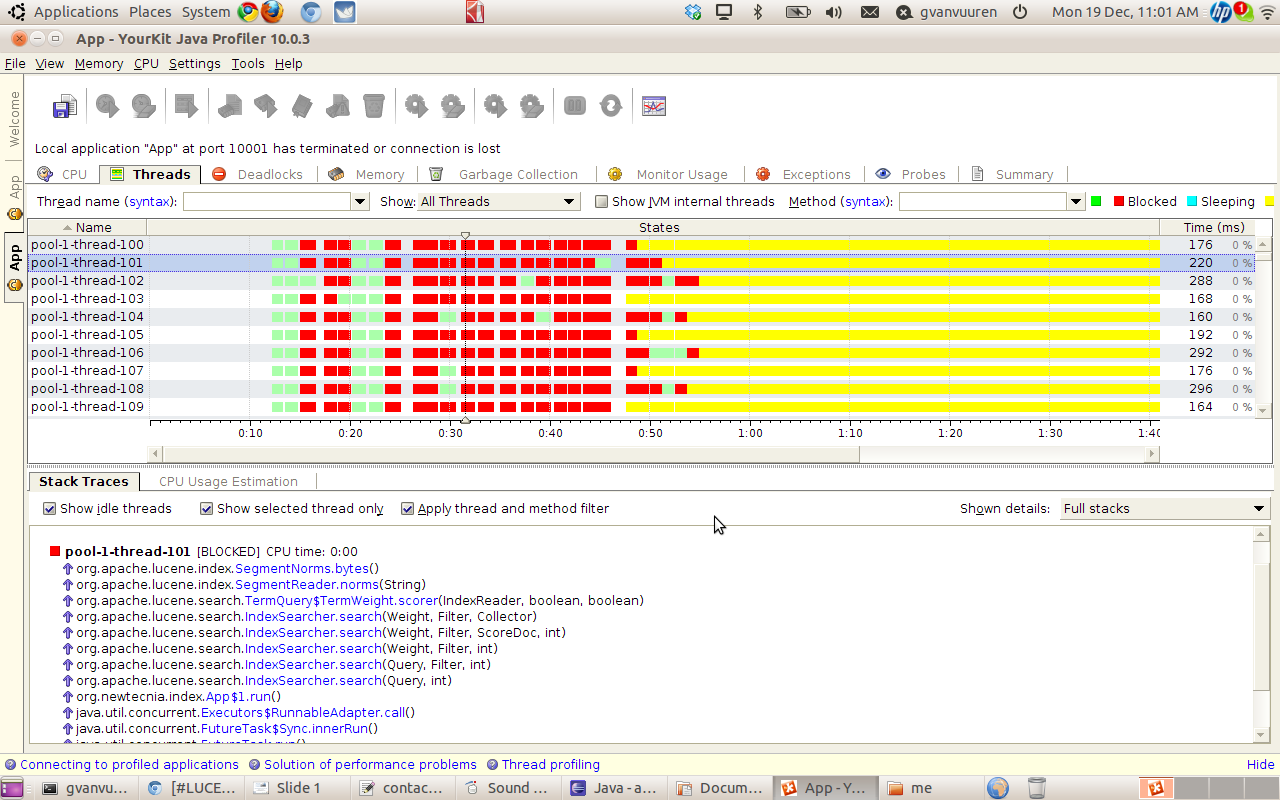 Applications Places System gvanvuuren Mon 19 Dec, 11:01 AM hp 1
App - YourKit Java Profiler 10.0.3
File View Memory CPU Settings Tools Help
Welcome
App
App
Local application "App" at port 10001 has terminated or connection is lost
CPU Threads Deadlocks Memory Garbage Collection Monitor Usage Exceptions Probes Summary
Thread name (syntax): Show: All Threads Show JVM internal threads Method (syntax): Blocked Sleeping
Name States Time (ms)
pool-1-thread-100 176 0 %
pool-1-thread-101 220 0 %
pool-1-thread-102 288 0 %
pool-1-thread-103 168 0 %
pool-1-thread-104 160 0 %
pool-1-thread-105 192 0 %
pool-1-thread-106 292 0 %
pool-1-thread-107 176 0 %
pool-1-thread-108 296 0 %
pool-1-thread-109 164 0 %
0:10 0:20 0:30 0:40 0:50 1:00 1:10 1:20 1:30 1:40
Stack Traces CPU Usage Estimation
Show idle threads Show selected thread only Apply thread and method filter Shown details: Full stacks
pool-1-thread-101 [BLOCKED] CPU time: 0:00
org.apache.lucene.index.SegmentNorms.bytes()
org.apache.lucene.index.SegmentReader.norms(String)
org.apache.lucene.search.TermQuery$TermWeight.scorer(IndexReader, boolean, boolean)
org.apache.lucene.search.IndexSearcher.search(Weight, Filter, Collector)
org.apache.lucene.search.IndexSearcher.search(Weight, Filter, ScoreDoc, int)
org.apache.lucene.search.IndexSearcher.search(Weight, Filter, int)
org.apache.lucene.search.IndexSearcher.search(Query, Filter, int)
org.apache.lucene.search.IndexSearcher.search(Query, int)
org.newtecnia.index.App$1.run()
java.util.concurrent.Executors$RunnableAdapter.call()
java.util.concurrent.FutureTask$Sync.innerRun()
java.util.concurrent.FutureTask.run()
Connecting to profiled applications Solution of performance problems Thread profiling Hide
gvanvu... [#LUCE... Slide 1 contac... Sound ... Java - a... Docum... App - Y... me